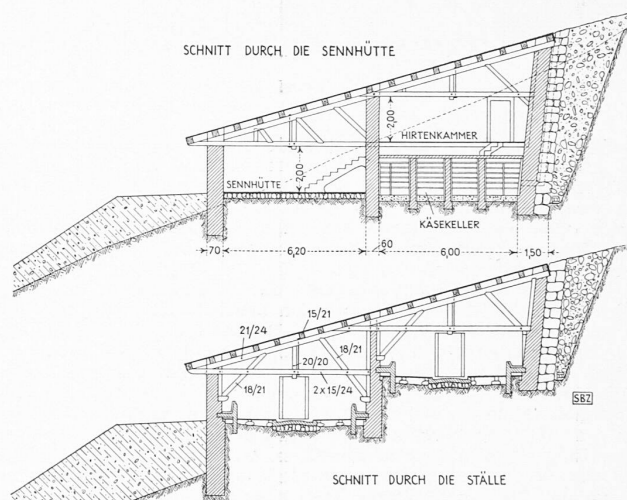 SCHNITT DURCH DIE SENNHÜTTE
2,00
HIRTENKAMMER
2,00
SENNHÜTTE
KÄSEKELLER
70
6,20
60
6,00
1,50
15/21
21/24
18/21
20/20
18/21
2 x 15/24
SBZ
SCHNITT DURCH DIE STÄLLE